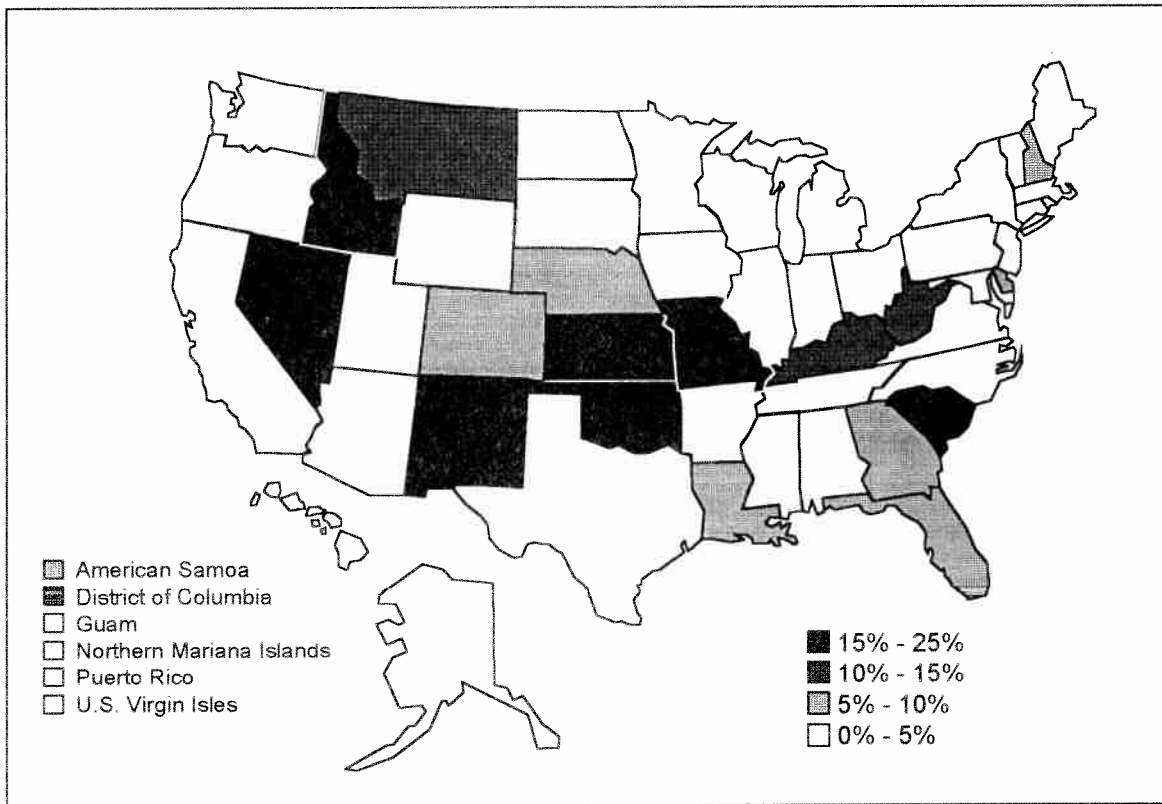 American Samoa
District of Columbia
Guam
Northern Mariana Islands
Puerto Rico
U.S. Virgin Isles
15% - 25%
10% - 15%
5% - 10%
0% - 5%